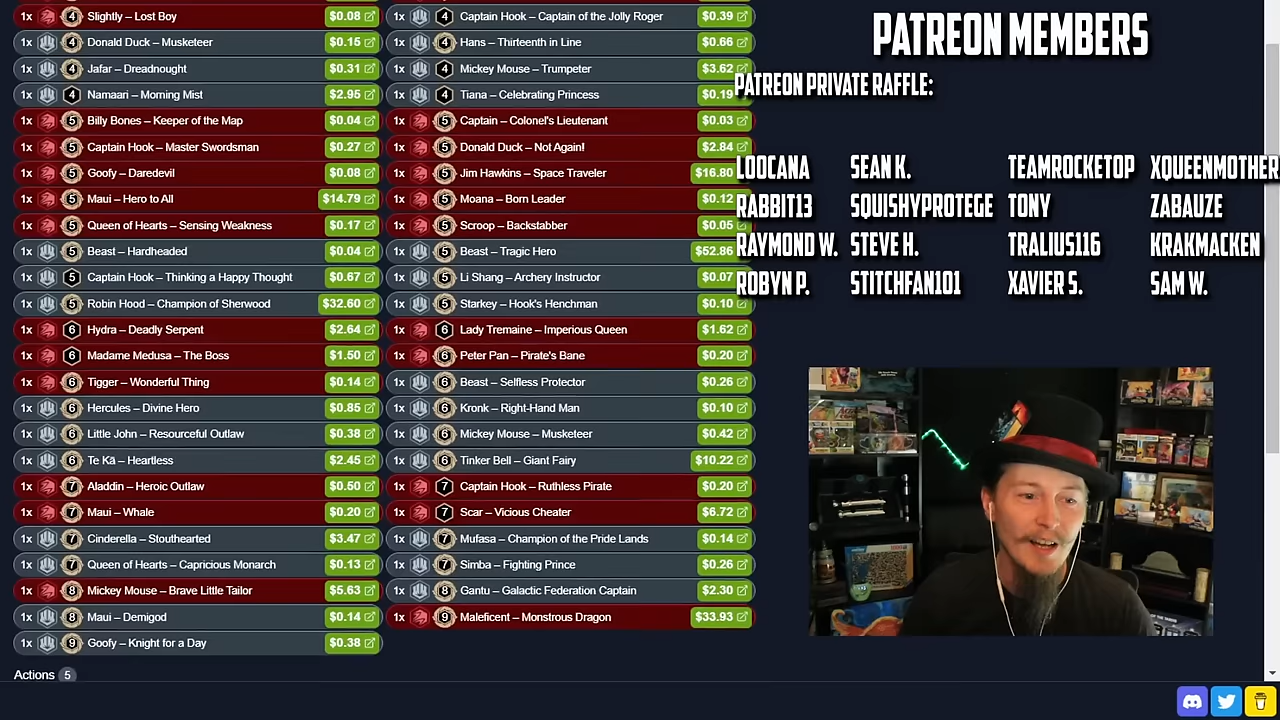 1x 4 Slightly – Lost Boy $0.08
1x 4 Donald Duck – Musketeer $0.15
1x 4 Jafar – Dreadnought $0.31
1x 4 Namaari – Morning Mist $2.95
1x 5 Billy Bones – Keeper of the Map $0.04
1x 5 Captain Hook – Master Swordsman $0.27
1x 5 Goofy – Daredevil $0.08
1x 5 Maui – Hero to All $14.79
1x 5 Queen of Hearts – Sensing Weakness $0.17
1x 5 Beast – Hardheaded $0.04
1x 5 Captain Hook – Thinking a Happy Thought $0.67
1x 5 Robin Hood – Champion of Sherwood $32.60
1x 6 Hydra – Deadly Serpent $2.64
1x 6 Madame Medusa – The Boss $1.50
1x 6 Tigger – Wonderful Thing $0.14
1x 6 Hercules – Divine Hero $0.85
1x 6 Little John – Resourceful Outlaw $0.38
1x 6 Te Kā – Heartless $2.45
1x 7 Aladdin – Heroic Outlaw $0.50
1x 7 Maui – Whale $0.20
1x 7 Cinderella – Stouthearted $3.47
1x 7 Queen of Hearts – Capricious Monarch $0.13
1x 8 Mickey Mouse – Brave Little Tailor $5.63
1x 8 Maui – Demigod $0.14
1x 9 Goofy – Knight for a Day $0.38
Actions 5
1x 4 Captain Hook – Captain of the Jolly Roger $0.39
1x 4 Hans – Thirteenth in Line $0.66
1x 4 Mickey Mouse – Trumpeter $3.62
1x 4 Tiana – Celebrating Princess $0.19
1x 5 Captain – Colonel's Lieutenant $0.03
1x 5 Donald Duck – Not Again! $2.84
1x 5 Jim Hawkins – Space Traveler $16.80
1x 5 Moana – Born Leader $0.12
1x 5 Scroop – Backstabber $0.05
1x 5 Beast – Tragic Hero $52.86
1x 5 Li Shang – Archery Instructor $0.07
1x 5 Starkey – Hook's Henchman $0.10
1x 6 Lady Tremaine – Imperious Queen $1.62
1x 6 Peter Pan – Pirate's Bane $0.20
1x 6 Beast – Selfless Protector $0.26
1x 6 Kronk – Right-Hand Man $0.10
1x 6 Mickey Mouse – Musketeer $0.42
1x 6 Tinker Bell – Giant Fairy $10.22
1x 7 Captain Hook – Ruthless Pirate $0.20
1x 7 Scar – Vicious Cheater $6.72
1x 7 Mufasa – Champion of the Pride Lands $0.14
1x 7 Simba – Fighting Prince $0.26
1x 8 Gantu – Galactic Federation Captain $2.30
1x 9 Maleficent – Monstrous Dragon $33.93
PATREON MEMBERS
PATREON PRIVATE RAFFLE:
LOOCANA SEAN K. TEAMROCKETOP XQUEENMOTHER
RABBIT13 SQUISHYPROTEGE TONY ZABAUZE
RAYMOND W. STEVE H. TRALIUS116 KRAKMACKEN
ROBYN P. STITCHFAN101 XAVIER S. SAM W.